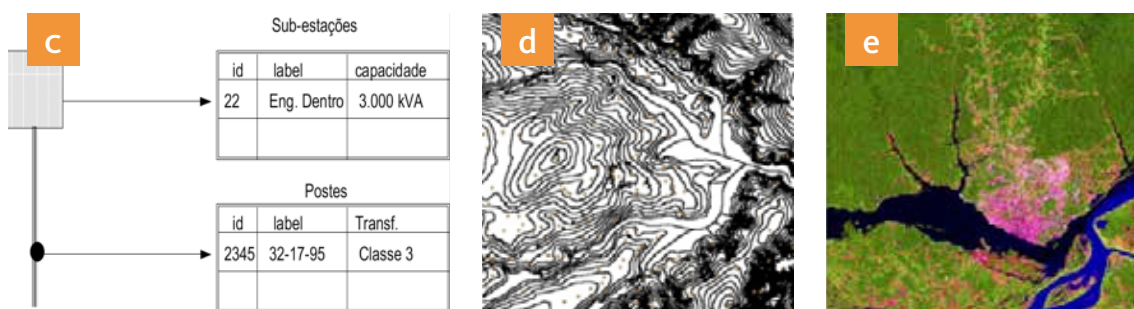 c
Sub-estações
id label capacidade
22 Eng. Dentro 3.000 kVA
Postes
id label Transf.
2345 32-17-95 Classe 3
d
e